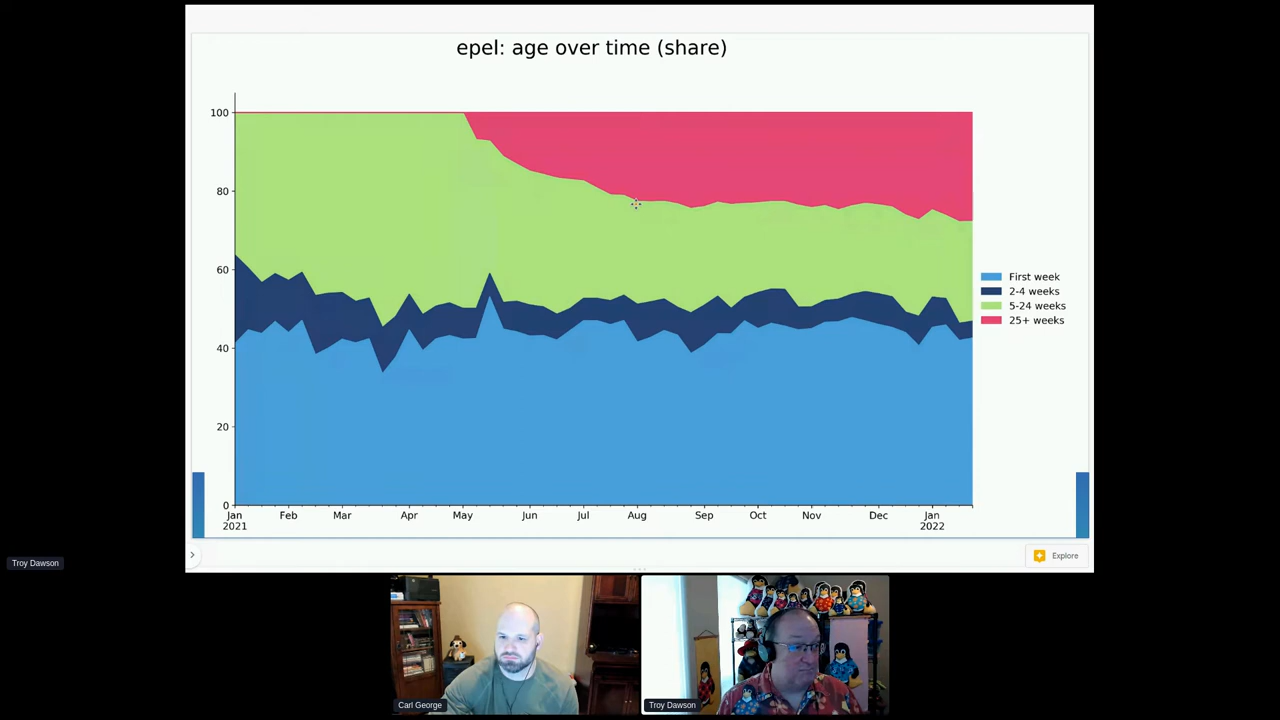 epel: age over time (share)
100
80
60
40
20
0
Jan Feb Mar Apr May Jun Jul Aug Sep Oct Nov Dec Jan
2021 2022
First week
2-4 weeks
5-24 weeks
25+ weeks
Explore
Troy Dawson
Carl George
Troy Dawson